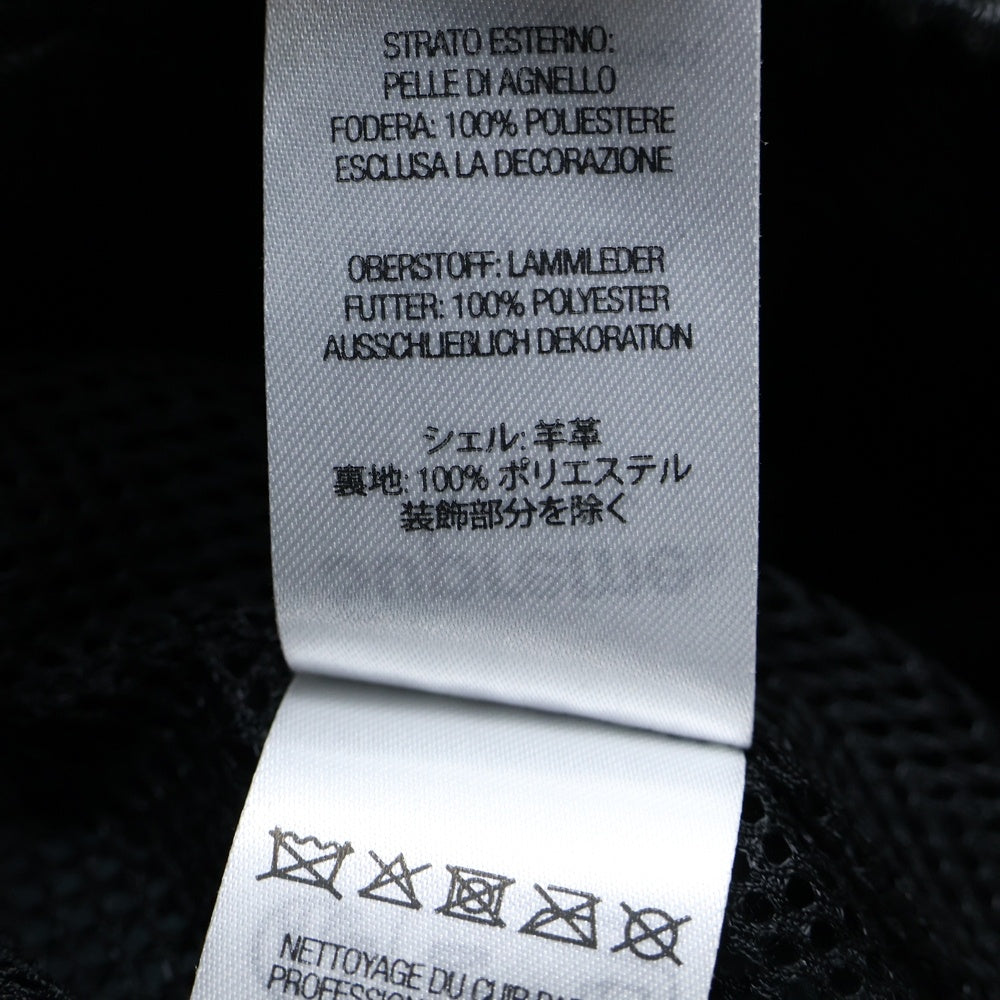 STRATO ESTERNO:
PELLE DI AGNELLO
FODERA: 100% POLIESTERE
ESCLUSA LA DECORAZIONE
OBERSTOFF: LAMMLEDER
FUTTER: 100% POLYESTER
AUSSCHLIEßLICH DEKORATION
シェル: 羊革
裏地: 100% ポリエステル
装飾部分を除く
NETTOYAGE DU CUIR